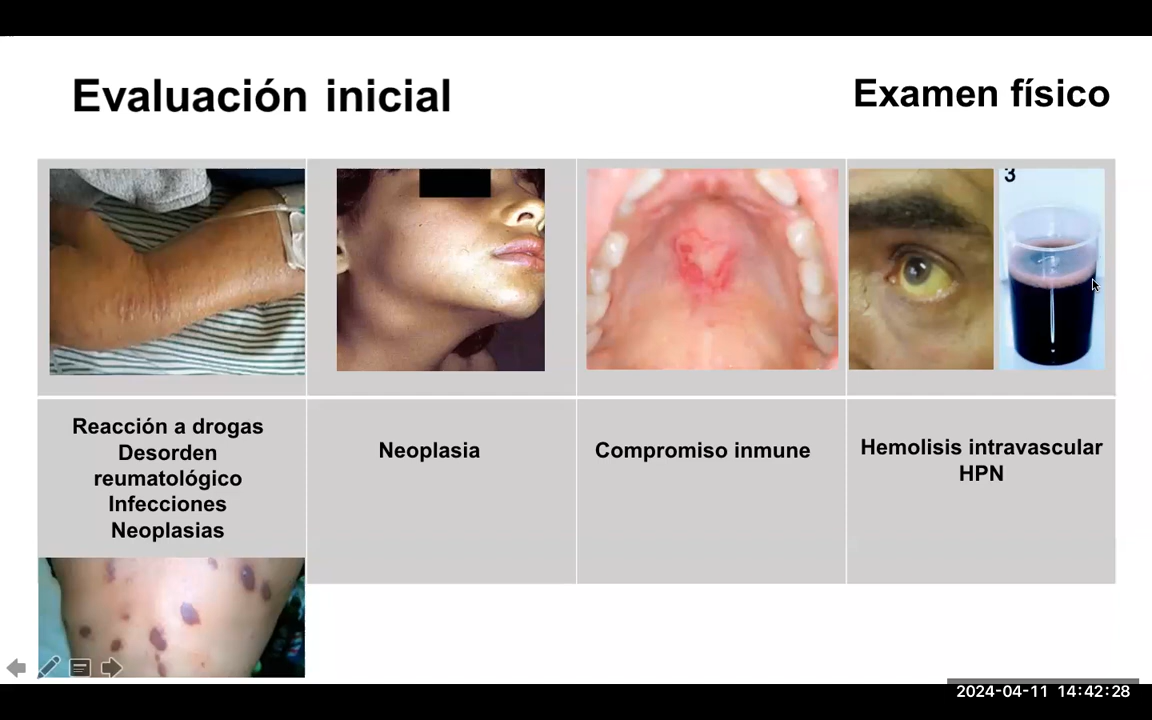 Evaluación inicial
Examen físico
3
Reacción a drogas
Desorden
reumatológico
Infecciones
Neoplasias
Neoplasia
Compromiso inmune
Hemolisis intravascular
HPN
2024-04-11 14:42:28